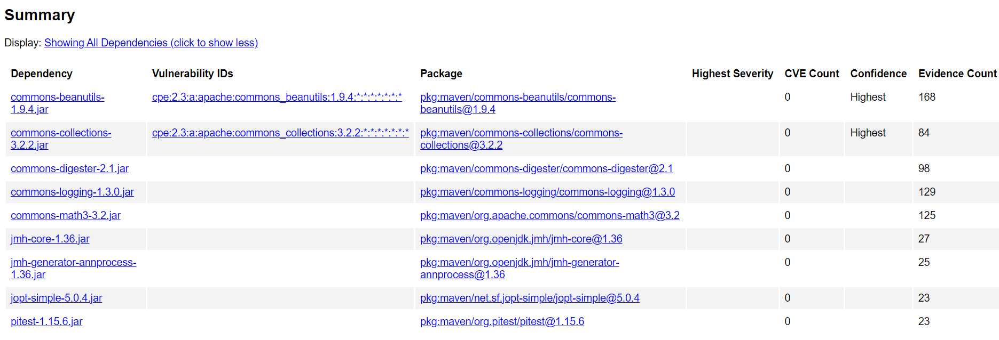 Summary
Display: Showing All Dependencies (click to show less)
Dependency Vulnerability IDs Package Highest Severity CVE Count Confidence Evidence Count
commons-beanutils- cpe:2.3:a:apache:commons_beanutils:1.9.4:*:*:*:*:*:*:* pkg:maven/commons-beanutils/commons- 0 Highest 168
1.9.4.jar beanutils@1.9.4
commons-collections- cpe:2.3:a:apache:commons_collections:3.2.2:*:*:*:*:*:*:* pkg:maven/commons-collections/commons- 0 Highest 84
3.2.2.jar collections@3.2.2
commons-digester-2.1.jar pkg:maven/commons-digester/commons-digester@2.1 0 98
commons-logging-1.3.0.jar pkg:maven/commons-logging/commons-logging@1.3.0 0 129
commons-math3-3.2.jar pkg:maven/org.apache.commons/commons-math3@3.2 0 125
jmh-core-1.36.jar pkg:maven/org.openjdk.jmh/jmh-core@1.36 0 27
jmh-generator-annprocess- pkg:maven/org.openjdk.jmh/jmh-generator- 0 25
1.36.jar annprocess@1.36
jopt-simple-5.0.4.jar pkg:maven/net.sf.jopt-simple/jopt-simple@5.0.4 0 23
pitest-1.15.6.jar pkg:maven/org.pitest/pitest@1.15.6 0 23